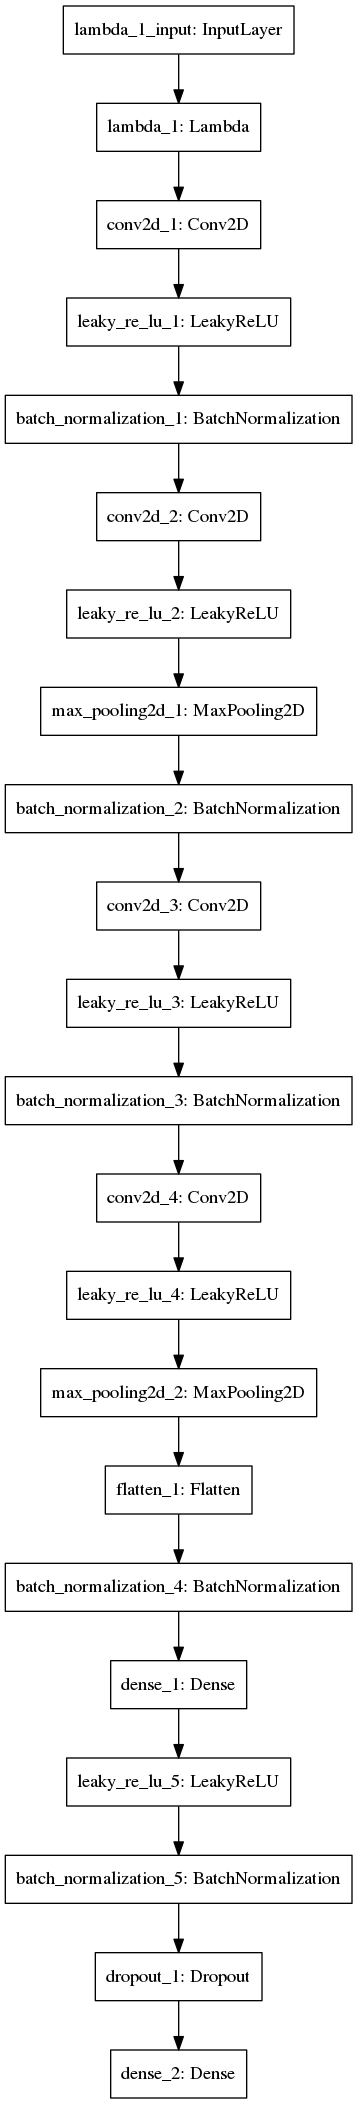 lambda_1_input: InputLayer
lambda_1: Lambda
conv2d_1: Conv2D
leaky_re_lu_1: LeakyReLU
batch_normalization_1: BatchNormalization
conv2d_2: Conv2D
leaky_re_lu_2: LeakyReLU
max_pooling2d_1: MaxPooling2D
batch_normalization_2: BatchNormalization
conv2d_3: Conv2D
leaky_re_lu_3: LeakyReLU
batch_normalization_3: BatchNormalization
conv2d_4: Conv2D
leaky_re_lu_4: LeakyReLU
max_pooling2d_2: MaxPooling2D
flatten_1: Flatten
batch_normalization_4: BatchNormalization
dense_1: Dense
leaky_re_lu_5: LeakyReLU
batch_normalization_5: BatchNormalization
dropout_1: Dropout
dense_2: Dense